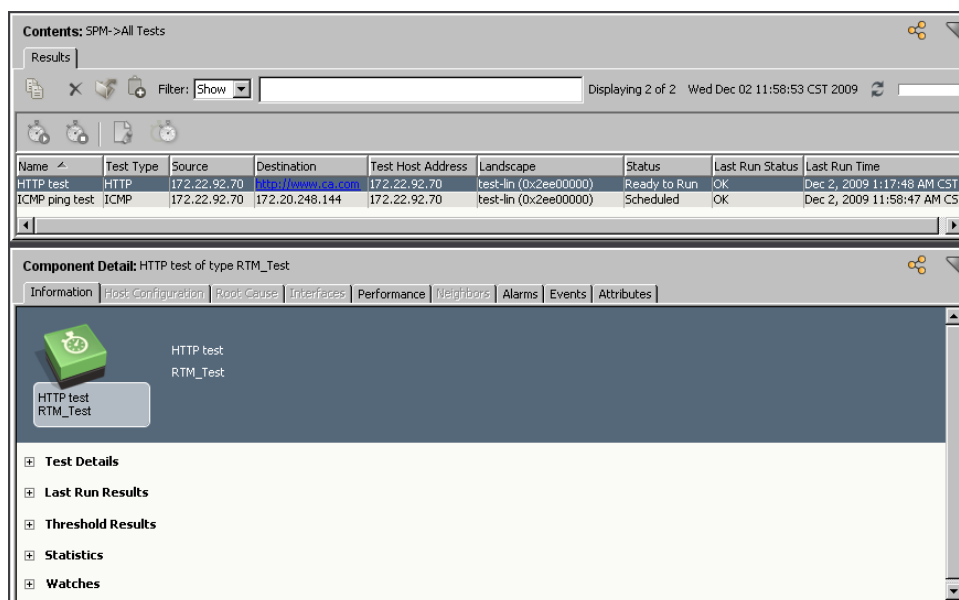 Contents: SPM->All Tests
Results
Filter: Show Displaying 2 of 2 Wed Dec 02 11:58:53 CST 2009
Name Test Type Source Destination Test Host Address Landscape Status Last Run Status Last Run Time
HTTP test HTTP 172.22.92.70 http://www.ca.com 172.22.92.70 test-lin (0x2ee00000) Ready to Run OK Dec 2, 2009 1:17:48 AM CST
ICMP ping test ICMP 172.22.92.70 172.20.248.144 172.22.92.70 test-lin (0x2ee00000) Scheduled OK Dec 2, 2009 11:58:47 AM CS
Component Detail: HTTP test of type RTM_Test
Information Host Configuration Root Cause Interfaces Performance Neighbors Alarms Events Attributes
HTTP test
RTM_Test
HTTP test
RTM_Test
Test Details
Last Run Results
Threshold Results
Statistics
Watches